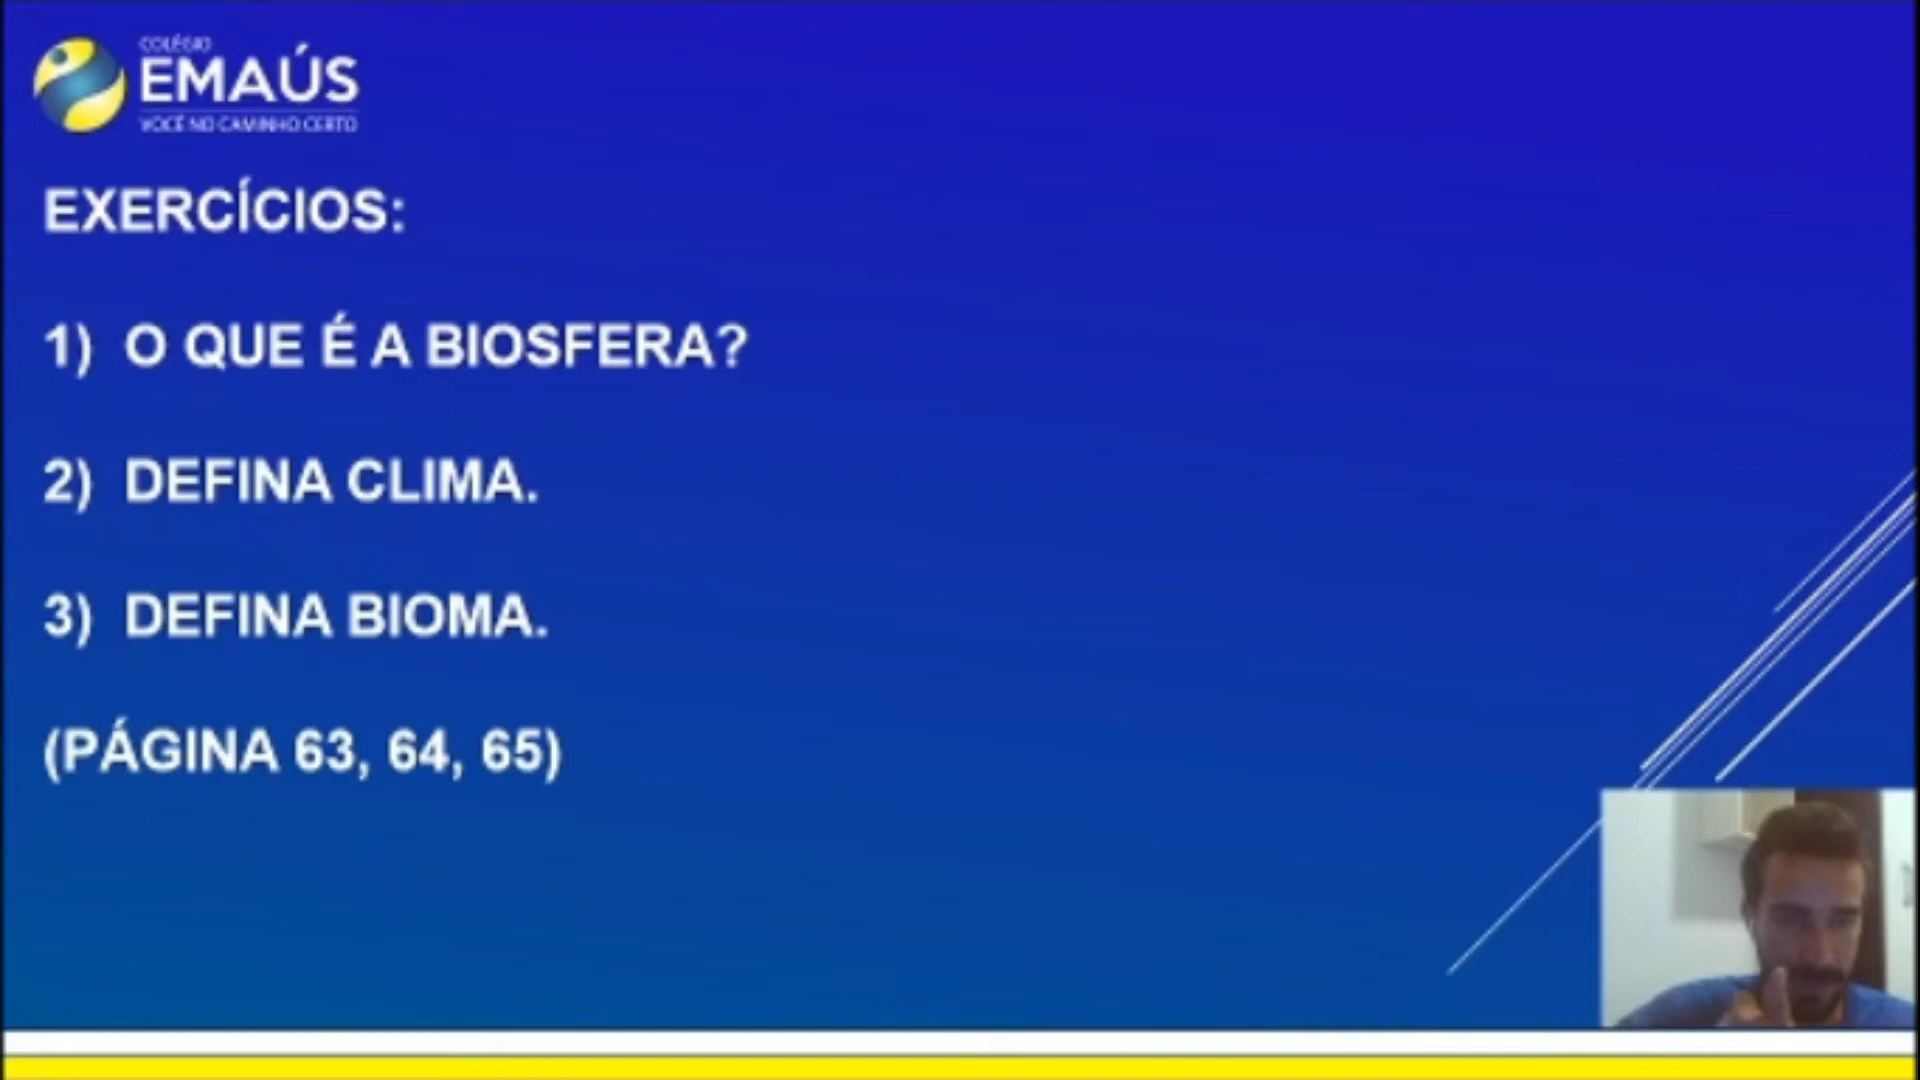 COLÉGIO
EMAÚS
VOCÊ NO CAMINHO CERTO
EXERCÍCIOS:
1) O QUE É A BIOSFERA?
2) DEFINA CLIMA.
3) DEFINA BIOMA.
(PÁGINA 63, 64, 65)